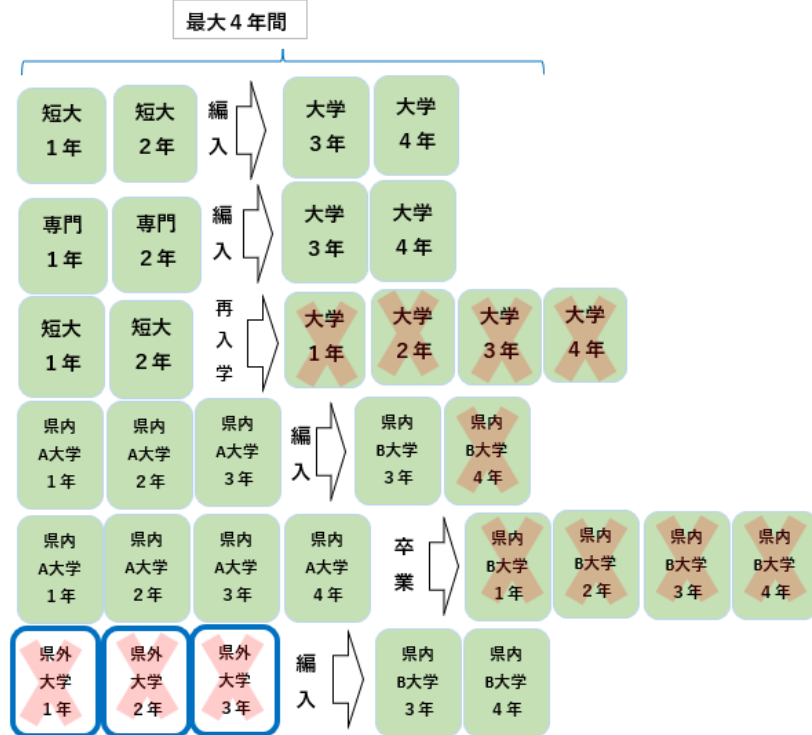 最大４年間
短大
1年
短大
2年
編
入
大学
3年
大学
4年
専門
1年
専門
2年
編
入
大学
3年
大学
4年
短大
1年
短大
2年
再
入
学
大学
1年
大学
2年
大学
3年
大学
4年
県内
A大学
1年
県内
A大学
2年
県内
A大学
3年
編
入
県内
B大学
3年
県内
B大学
4年
県内
A大学
1年
県内
A大学
2年
県内
A大学
3年
県内
A大学
4年
卒
業
県内
B大学
1年
県内
B大学
2年
県内
B大学
3年
県内
B大学
4年
県外
大学
1年
県外
大学
2年
県外
大学
3年
編
入
県内
B大学
3年
県内
B大学
4年